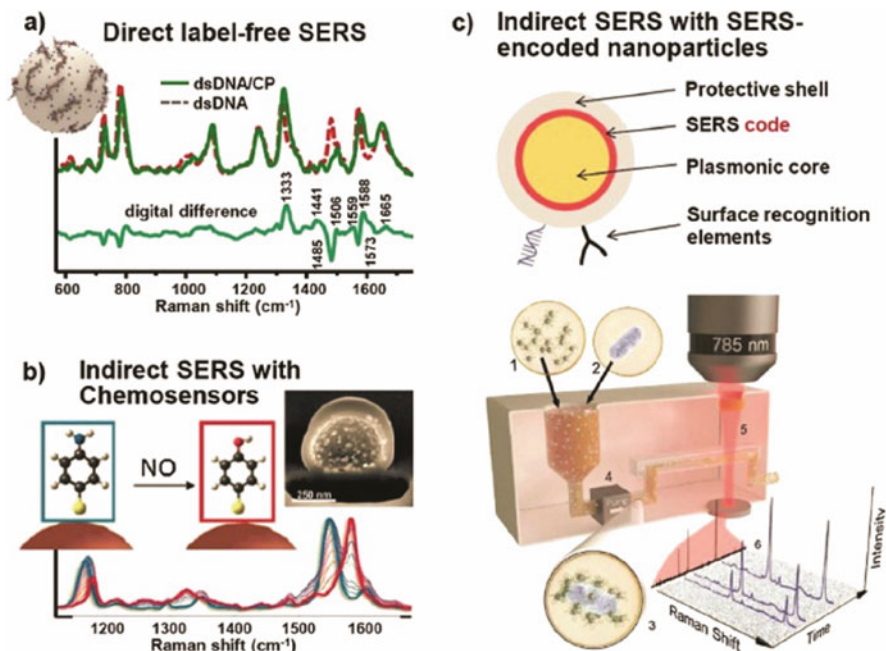 a)
Direct label-free SERS
dsDNA/CP
dsDNA
digital difference
1333
1441
1485
1506
1559
1573
1588
1665
600 800 1000 1200 1400 1600
Raman shift (cm-1)
b)
Indirect SERS with
Chemosensors
NO
250 nm
1200 1300 1400 1500 1600
Raman shift (cm-1)
c)
Indirect SERS with SERS-
encoded nanoparticles
Protective shell
SERS code
Plasmonic core
Surface recognition
elements
785 nm
1
2
5
4
6
3
Intensity
Raman Shift
Time